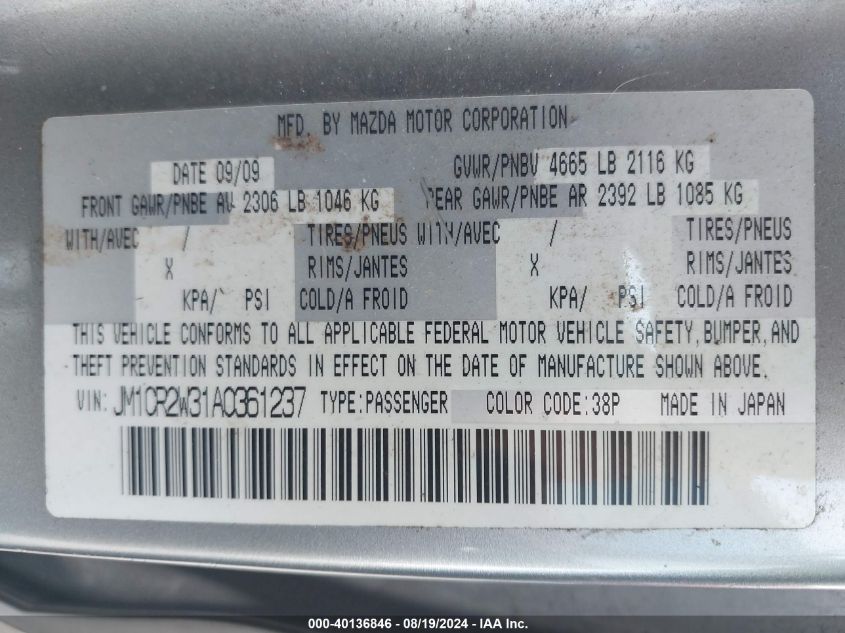 MFD. BY MAZDA MOTOR CORPORATION
DATE 09/09 GVWR/PNBV 4665 LB 2116 KG
FRONT GAWR/PNBE AV 2306 LB 1046 KG REAR GAWR/PNBE AR 2392 LB 1085 KG
WITH/AVEC / TIRES/PNEUS WITH/AVEC / TIRES/PNEUS
X RIMS/JANTES X RIMS/JANTES
KPA/ PSI COLD/A FROID KPA/ PSI COLD/A FROID
THIS VEHICLE CONFORMS TO ALL APPLICABLE FEDERAL MOTOR VEHICLE SAFETY, BUMPER, AND
THEFT PREVENTION STANDARDS IN EFFECT ON THE DATE OF MANUFACTURE SHOWN ABOVE.
VIN: JM1CR2W31A0361237 TYPE:PASSENGER COLOR CODE:38P MADE IN JAPAN
000-40136846 - 08/19/2024 - IAA Inc.